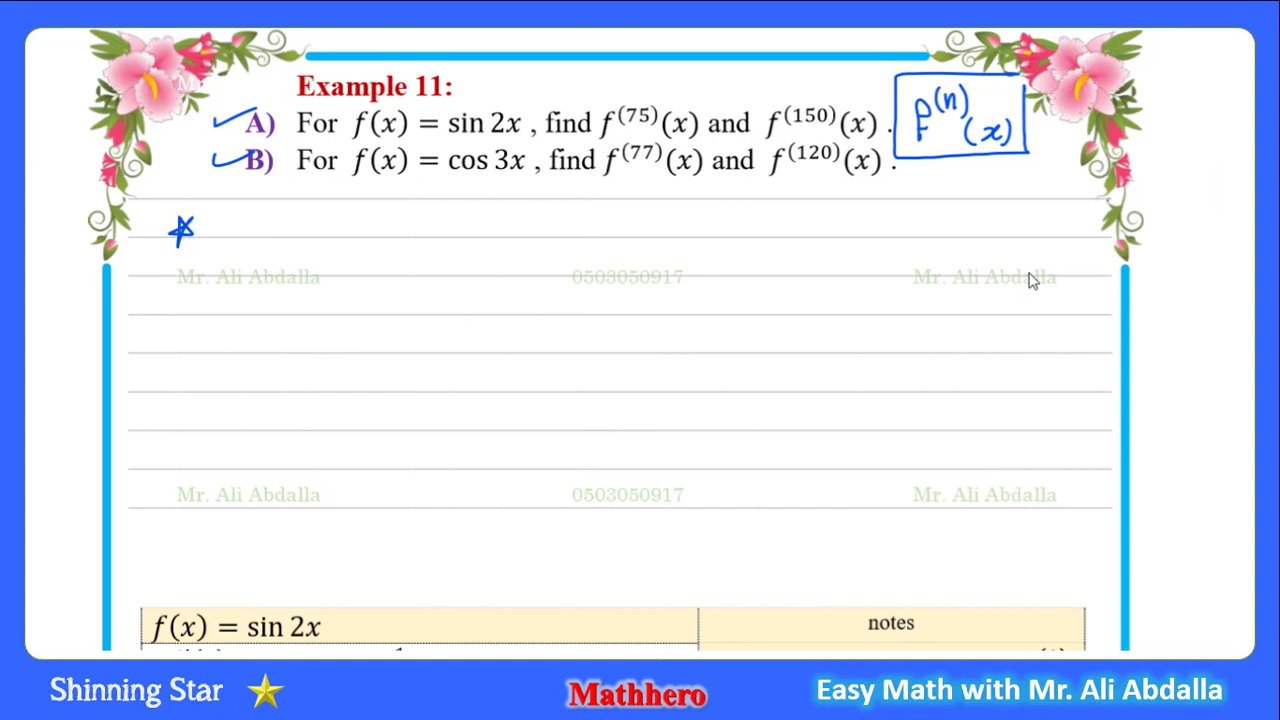 Example 11:
A) For f(x) = sin 2x , find f^(75)(x) and f^(150)(x) .
B) For f(x) = cos 3x , find f^(77)(x) and f^(120)(x) .
f^(n)(x)
Mr. Ali Abdalla 0503050917 Mr. Ali Abdalla
Mr. Ali Abdalla 0503050917 Mr. Ali Abdalla
f(x) = sin 2x notes
Shinning Star Mathhero Easy Math with Mr. Ali Abdalla